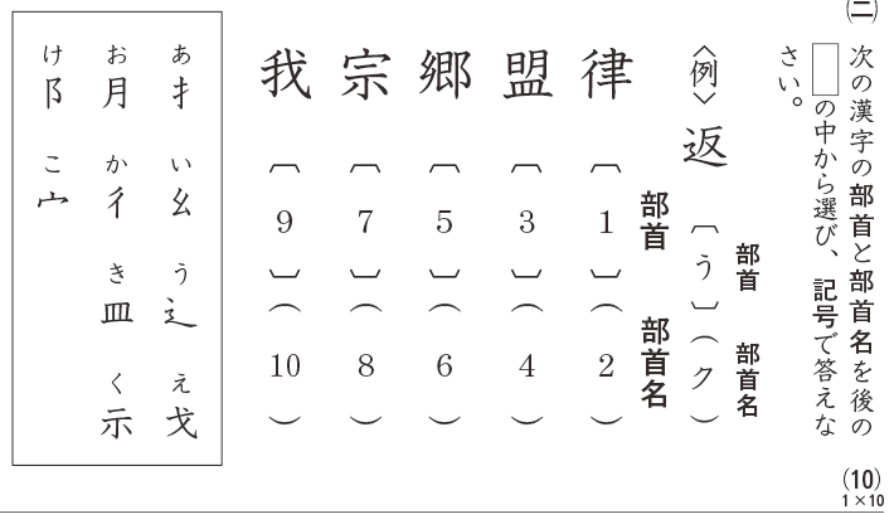 ㈡
次の漢字の部首と部首名を後の
□の中から選び、記号で答えな
さい。
(10)
1×10
部首 部首名
〈例〉返〔う〕(ク)
部首 部首名
律〔1〕(2)
盟〔3〕(4)
郷〔5〕(6)
宗〔7〕(8)
我〔9〕(10)
あ扌 い幺 う⻌ え戈
お月 か彳 き皿 く示
け阝 こ宀